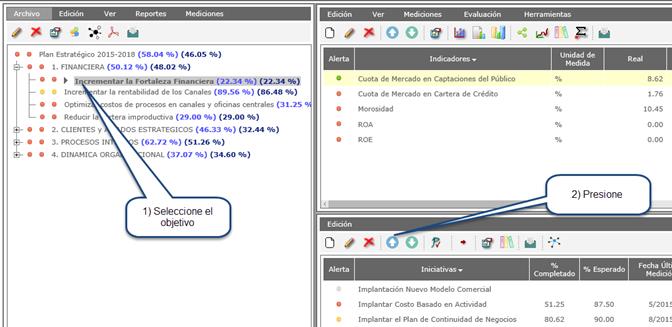 Archivo Edición Ver Reportes Mediciones
Plan Estratégico 2015-2018 (58.04 %) (46.05 %)
1. FINANCIERA (50.12 %) (48.02 %)
Incrementar la Fortaleza Financiera (22.34 %) (22.34 %)
Incrementar la rentabilidad de los Canales (89.56 %) (86.48 %)
Optimizar costos de procesos en canales y oficinas centrales (31.25 %
Reducir la cartera improductiva (29.00 %) (29.00 %)
2. CLIENTES y ALIADOS ESTRATEGICOS (46.33 %) (32.44 %)
3. PROCESOS INTERNOS (62.72 %) (51.26 %)
4. DINAMICA ORGANIZACIONAL (37.07 %) (34.60 %)
1) Seleccione el
objetivo
Edición Ver Mediciones Evaluación Herramientas
Alerta Indicadores Unidad de Medida Real
Cuota de Mercado en Captaciones del Público % 8.62
Cuota de Mercado en Cartera de Crédito % 1.76
Morosidad % 10.45
ROA % 0.00
ROE % 0.00
2) Presione
Edición
Alerta Iniciativas % Completado % Esperado Fecha Últi Medició
Implantación Nuevo Modelo Comercial
Implantar Costo Basado en Actividad 51.25 87.50 5/2015
Implantar el Plan de Continuidad de Negocios 80.62 90.00 8/2015